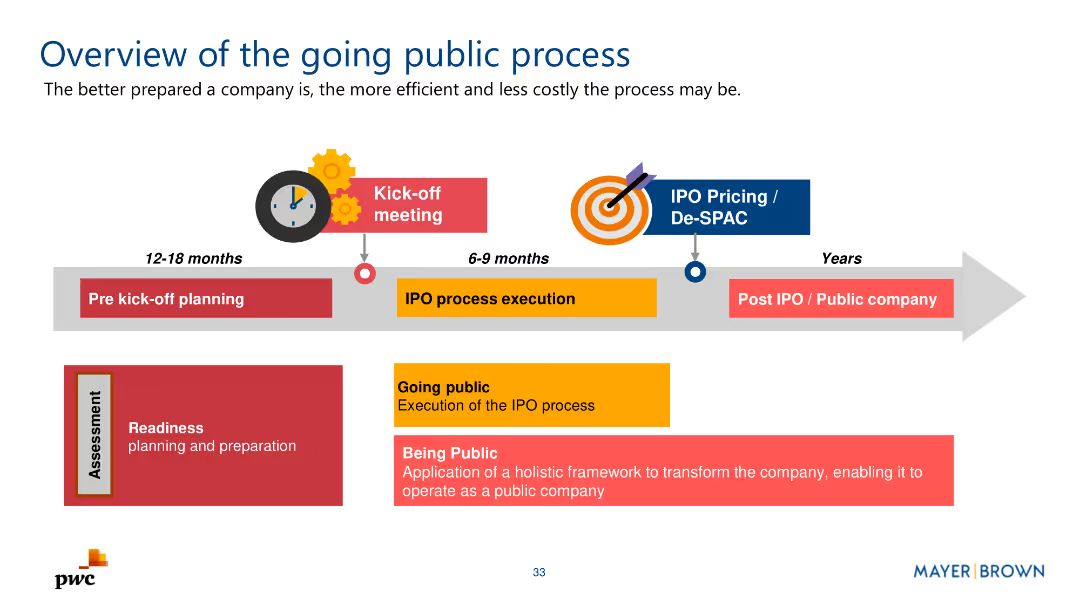 Overview of the going public process
The better prepared a company is, the more efficient and less costly the process may be.
Kick-off
meeting
IPO Pricing /
De-SPAC
12-18 months
6-9 months
Years
Pre kick-off planning
IPO process execution
Post IPO / Public company
Assessment
Readiness
planning and preparation
Going public
Execution of the IPO process
Being Public
Application of a holistic framework to transform the company, enabling it to
operate as a public company
pwc
33
MAYER|BROWN